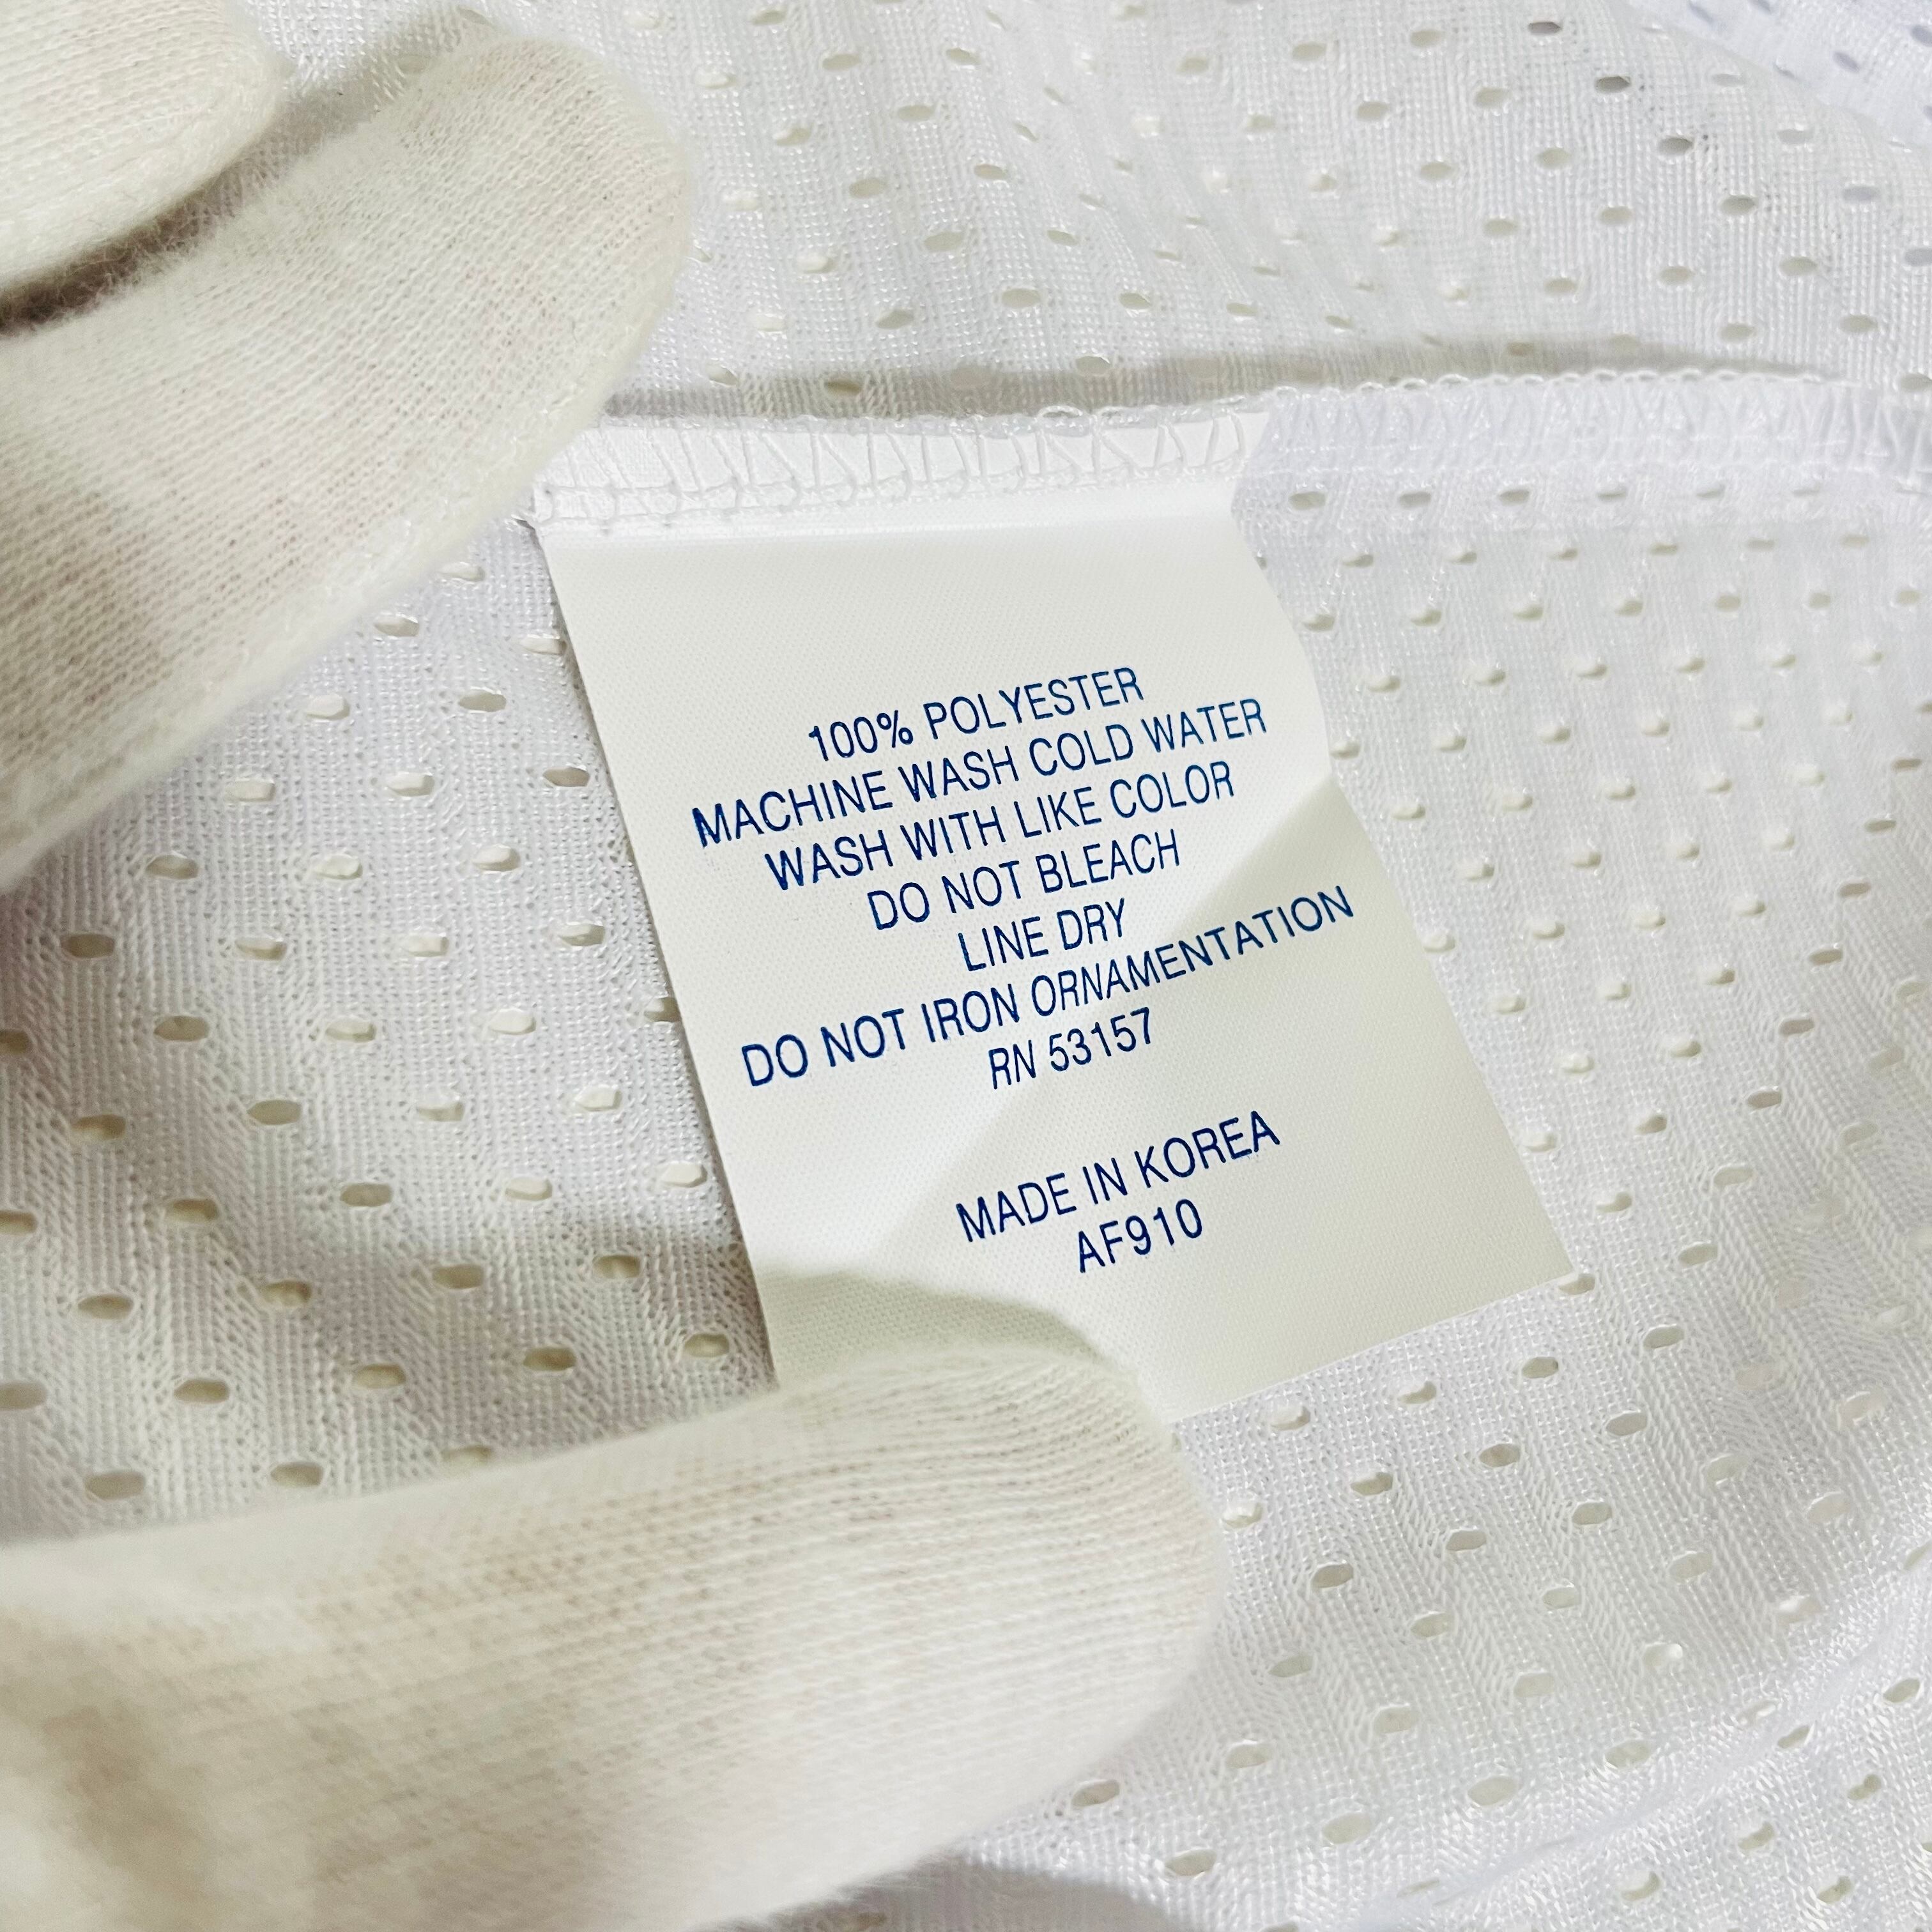 100% POLYESTER
MACHINE WASH COLD WATER
WASH WITH LIKE COLOR
DO NOT BLEACH
LINE DRY
DO NOT IRON ORNAMENTATION
RN 53157
MADE IN KOREA
AF910